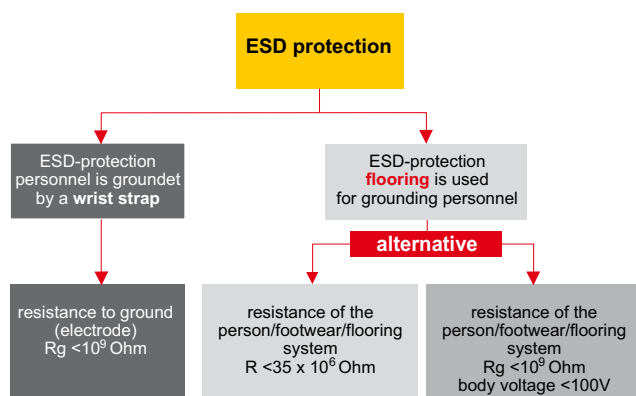 ESD protection
ESD-protection
personnel is groundet
by a wrist strap
ESD-protection
flooring is used
for grounding personnel
alternative
resistance to ground
(electrode)
Rg <10⁹ Ohm
resistance of the
person/footwear/flooring
system
R <35 x 10⁶ Ohm
resistance of the
person/footwear/flooring
system
Rg <10⁹ Ohm
body voltage <100V